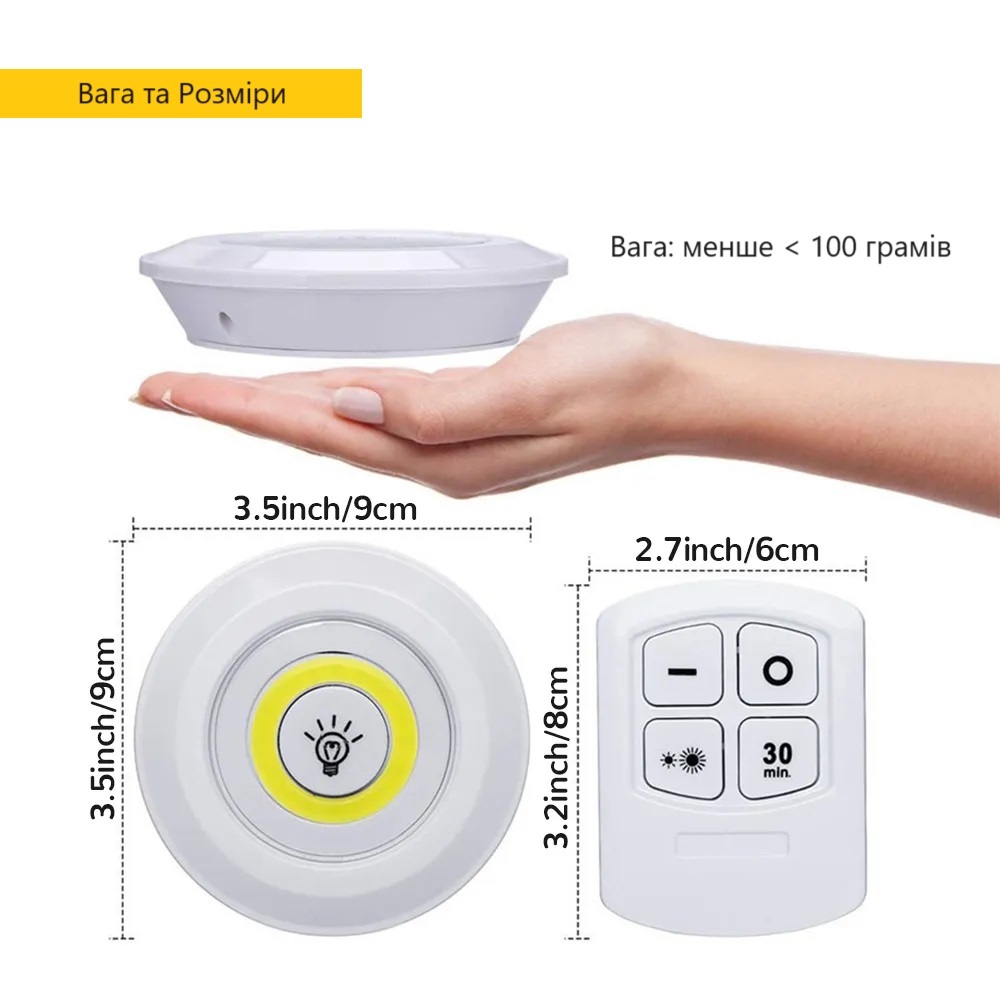 Вага та Розміри
Вага: менше < 100 грамів
3.5inch/9cm
2.7inch/6cm
3.5inch/9cm
3.2inch/8cm
30
min.